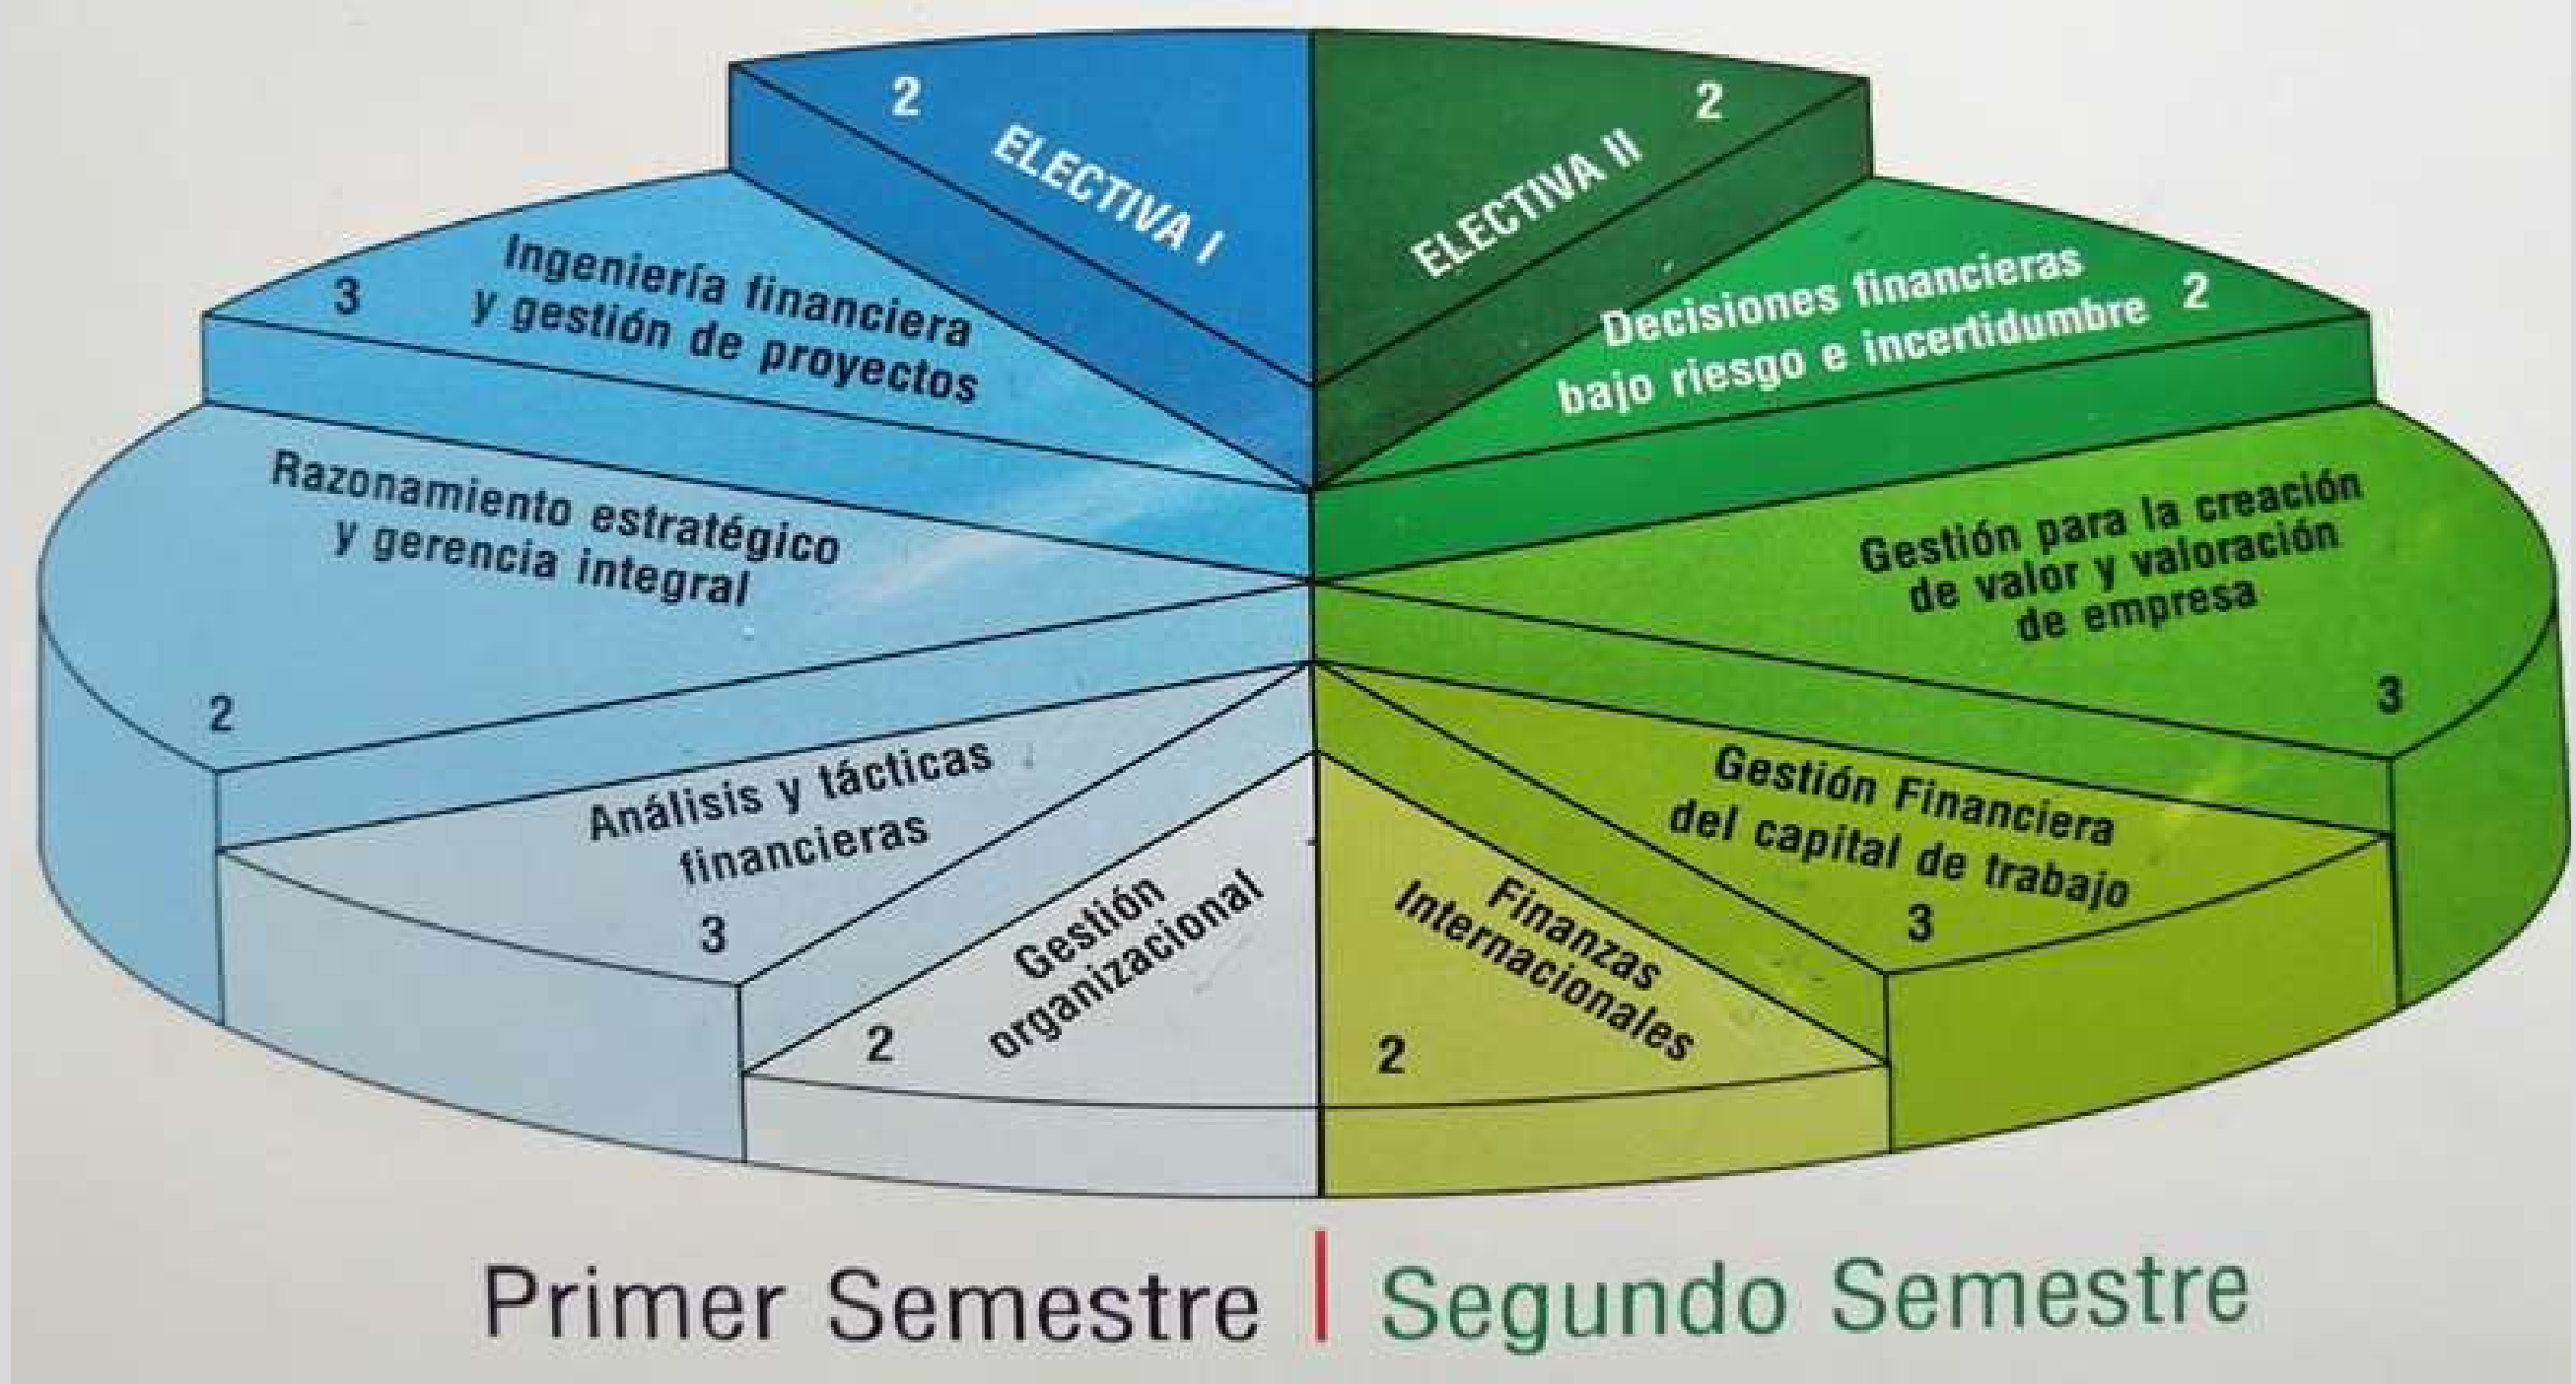 2
ELECTIVA I
3
Ingeniería financiera
y gestión de proyectos
Razonamiento estratégico
y gerencia integral
2
Análisis y tácticas
financieras
3
Gestión
organizacional
2
2
ELECTIVA II
Decisiones financieras
bajo riesgo e incertidumbre 2
Gestión para la creación
de valor y valoración
de empresa
3
Gestión Financiera
del capital de trabajo
3
Finanzas
Internacionales
2
Primer Semestre | Segundo Semestre